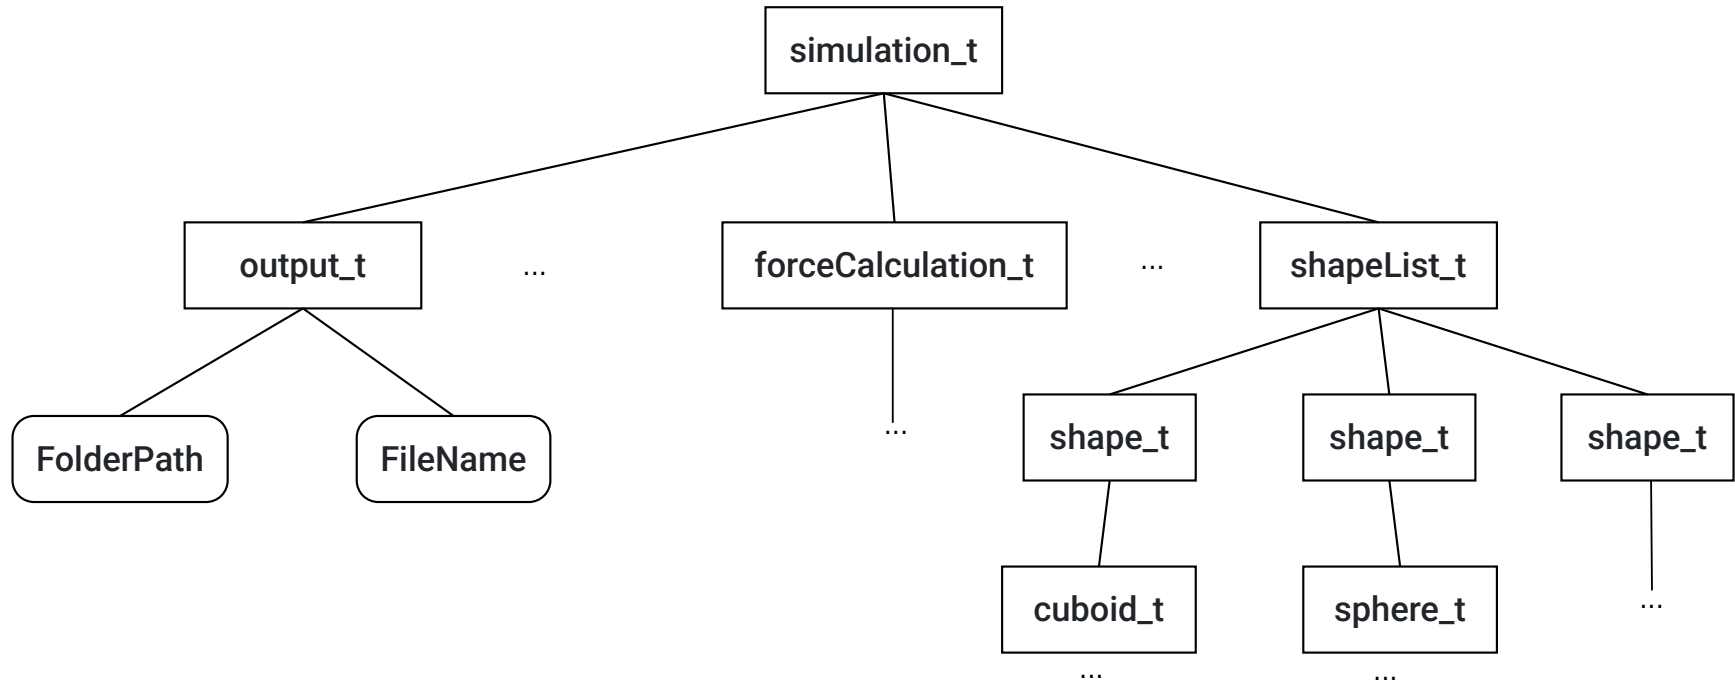 simulation_t
output_t
...
forceCalculation_t
...
shapeList_t
FolderPath
FileName
...
shape_t
shape_t
shape_t
cuboid_t
sphere_t
...
...
...